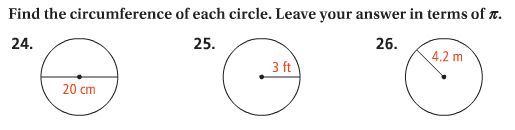 Find the circumference of each circle. Leave your answer in terms of π.
24. 25. 26.
20 cm 3 ft 4.2 m